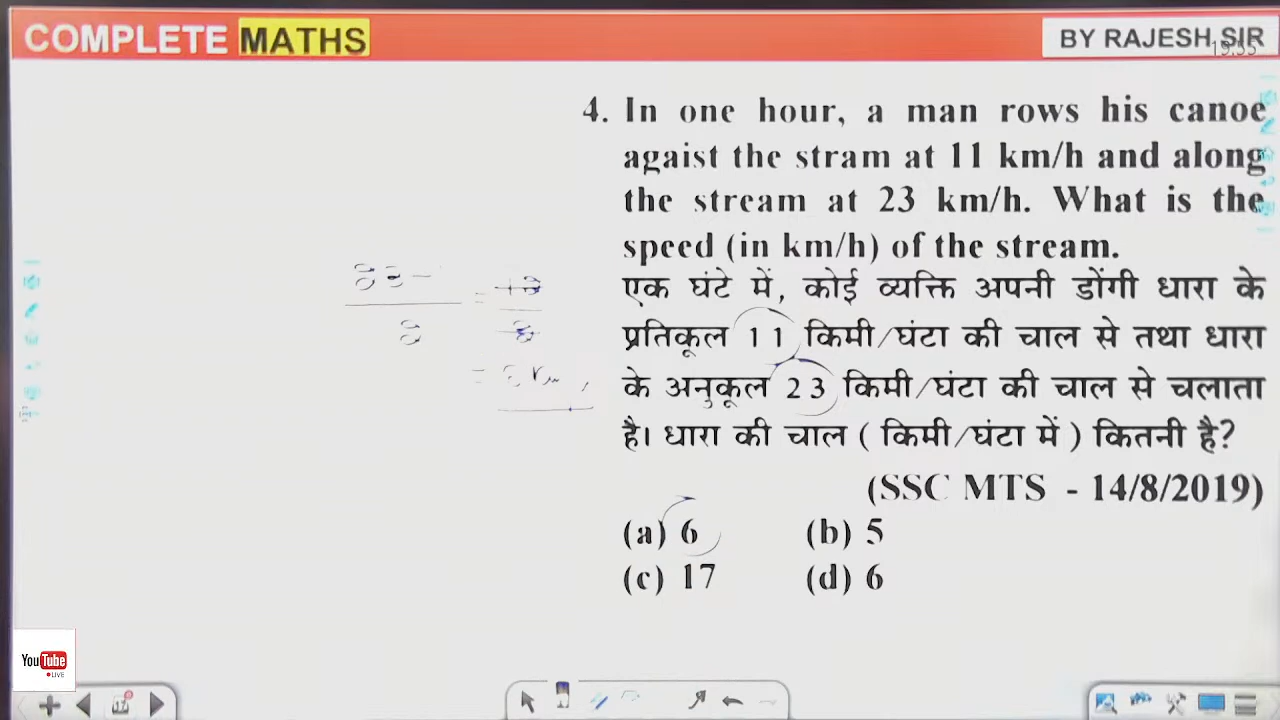 COMPLETE MATHS
BY RAJESH SIR
4. In one hour, a man rows his canoe
agaist the stram at 11 km/h and along
the stream at 23 km/h. What is the
speed (in km/h) of the stream.
एक घंटे में, कोई व्यक्ति अपनी डोंगी धारा के
प्रतिकूल 11 किमी/घंटा की चाल से तथा धारा
के अनुकूल 23 किमी/घंटा की चाल से चलाता
है। धारा की चाल ( किमी/घंटा में ) कितनी है?
(SSC MTS - 14/8/2019)
(a) 6 (b) 5
(c) 17 (d) 6
YouTube
LIVE